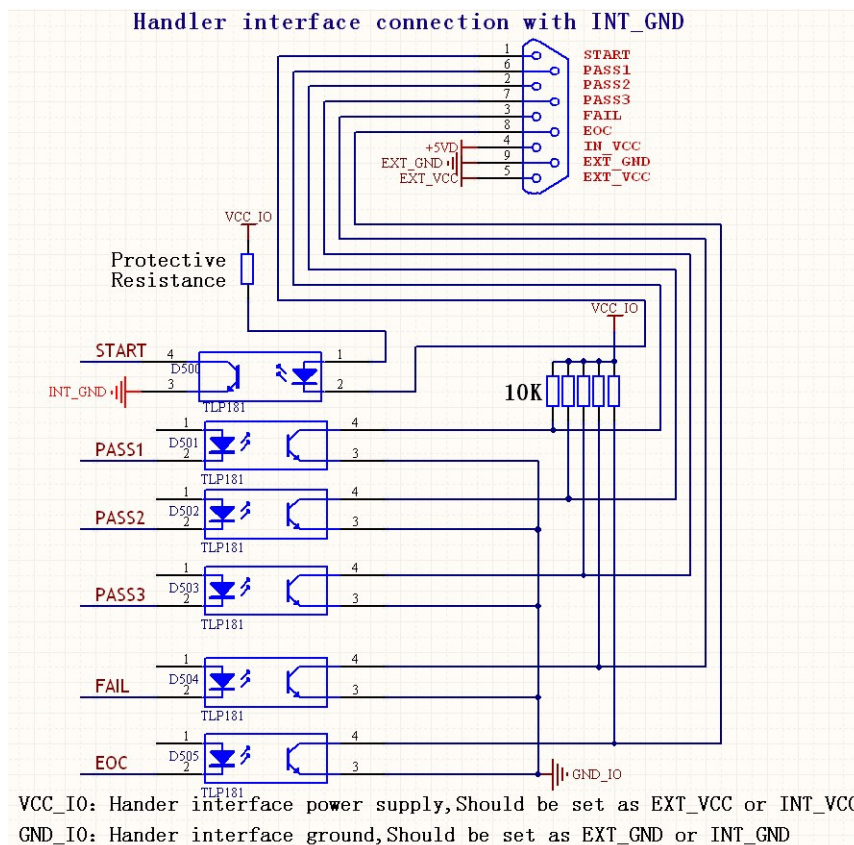 Handler interface connection with INT_GND
1 START
6 PASS1
2 PASS2
7 PASS3
3 FAIL
8 EOC
+5VD 4 IN_VCC
EXT_GND 9 EXT_GND
EXT_VCC 5 EXT_VCC
VCC_IO
Protective
Resistance
VCC_IO
START 4 D500 1
INT_GND 3 2
TLP181
10K
1 D501 4
PASS1 2 3
TLP181
1 D502 4
PASS2 2 3
TLP181
1 D503 4
PASS3 2 3
TLP181
1 D504 4
FAIL 2 3
TLP181
1 D505 4
EOC 2 3
GND_IO
TLP181
VCC_IO: Hander interface power supply,Should be set as EXT_VCC or INT_VCC
GND_IO: Hander interface ground,Should be set as EXT_GND or INT_GND